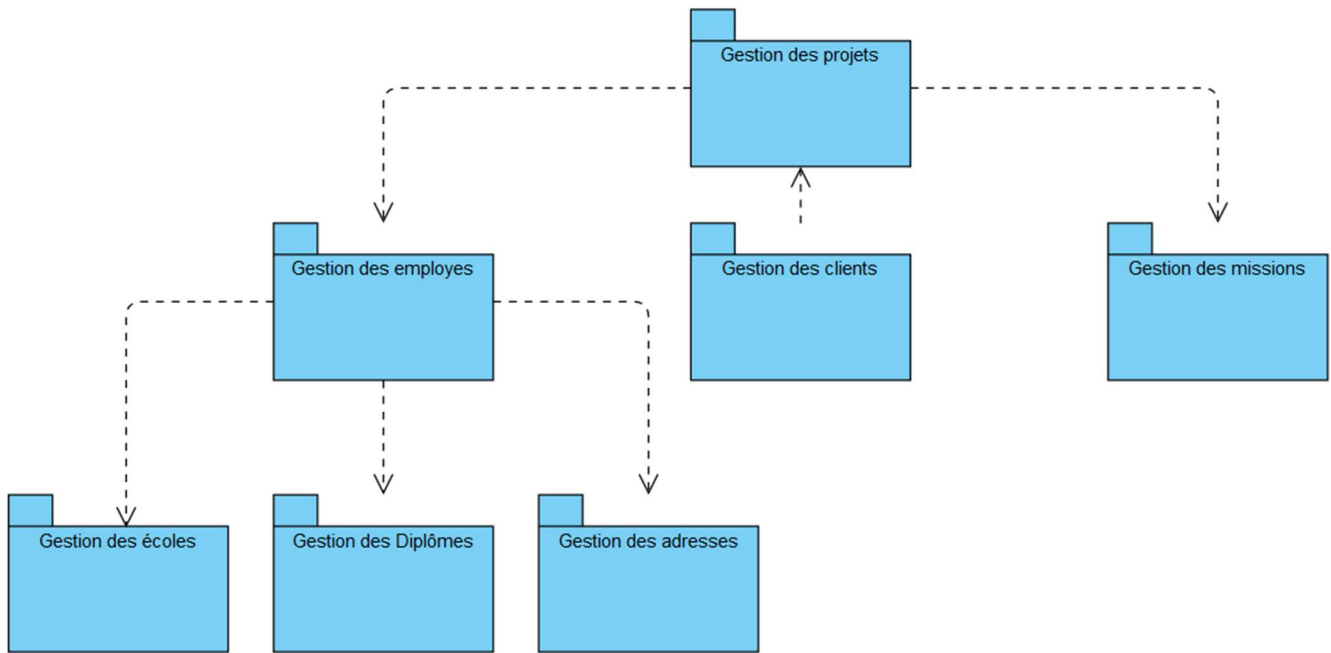 Gestion des projets
Gestion des employes
Gestion des clients
Gestion des missions
Gestion des écoles
Gestion des Diplômes
Gestion des adresses